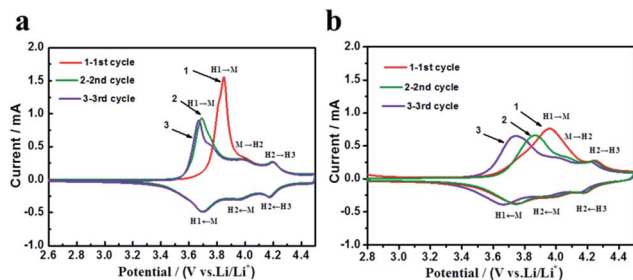 a
2.0
1.5
1.0
0.5
0.0
-0.5
-1.0
Current / mA
1-1st cycle
2-2nd cycle
3-3rd cycle
1
H1→M
2
H1→M
3
M→H2
H2→H3
H1←M
H2←M
H2←H3
2.6 2.8 3.0 3.2 3.4 3.6 3.8 4.0 4.2 4.4
Potential / (V vs.Li/Li+)
b
2.0
1.5
1.0
0.5
0.0
-0.5
-1.0
Current / mA
1-1st cycle
2-2nd cycle
3-3rd cycle
1
H1→M
2
3
M→H2
H2→H3
H1←M
H2←M
H2←H3
2.8 3.0 3.2 3.4 3.6 3.8 4.0 4.2 4.4
Potential / (V vs.Li/Li+)